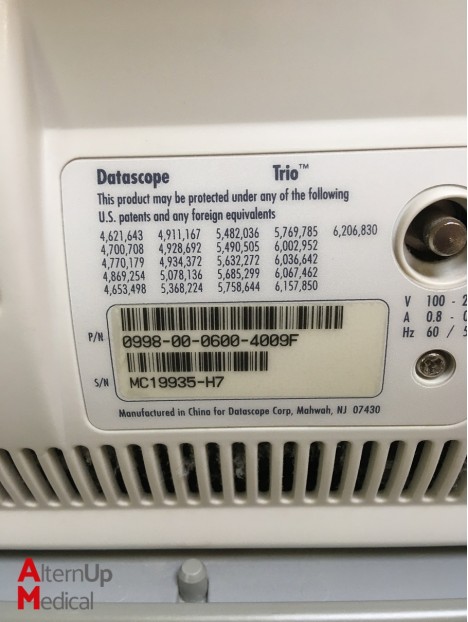 Datascope Trio™
This product may be protected under any of the following
U.S. patents and any foreign equivalents
4,621,643 4,911,167 5,482,036 5,769,785 6,206,830
4,700,708 4,928,692 5,490,505 6,002,952
4,770,179 4,934,372 5,632,272 6,036,642
4,869,254 5,078,136 5,685,299 6,067,462
4,653,498 5,368,224 5,758,644 6,157,850
V 100 - 2
A 0.8 - 0
Hz 60 / 5
P/N 0998-00-0600-4009F
S/N MC19935-H7
Manufactured in China for Datascope Corp, Mahwah, NJ 07430
AlternUp
Medical